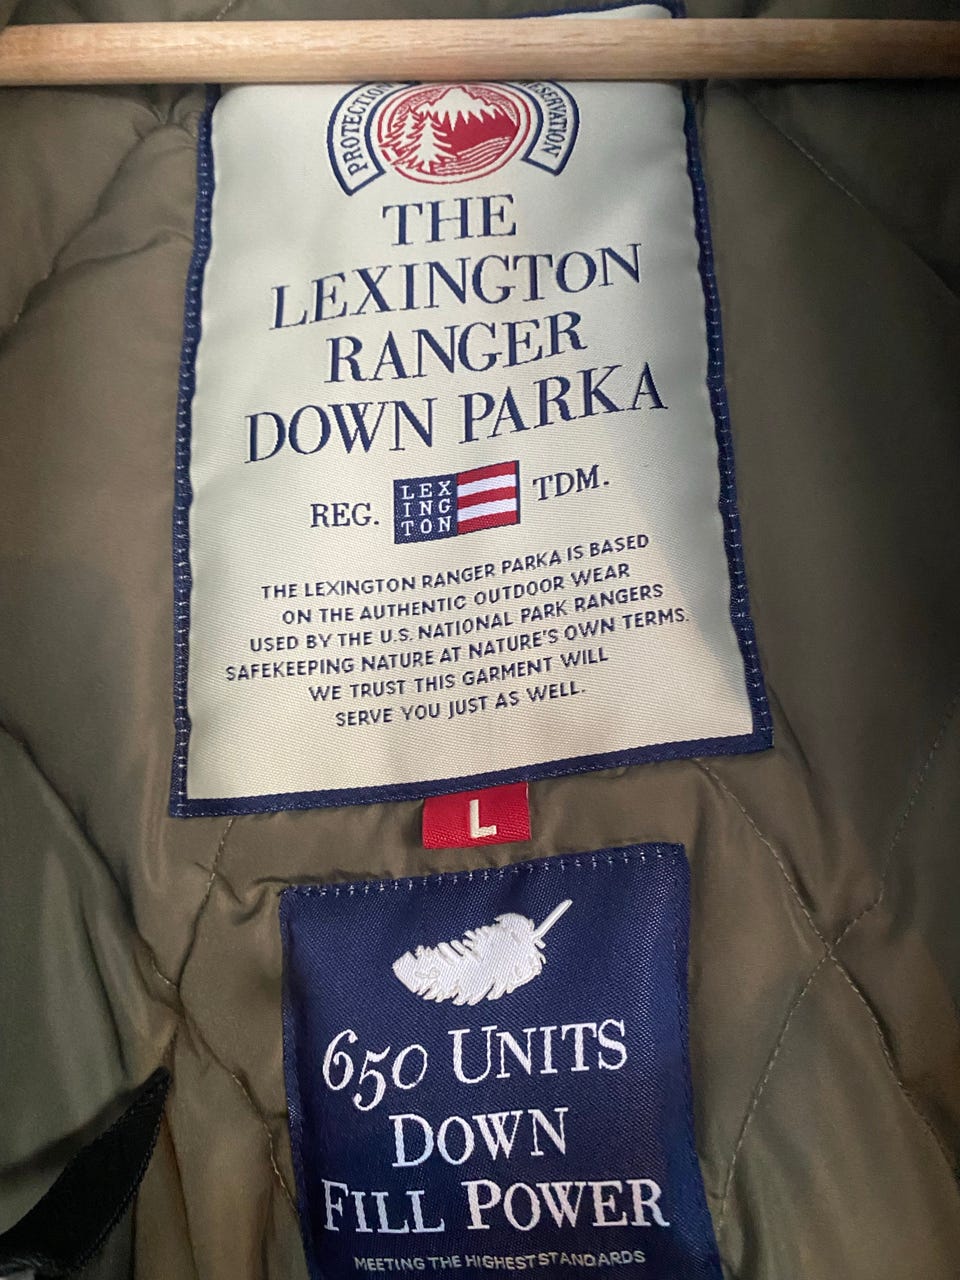 PROTECTION
THE
LEXINGTON
RANGER
DOWN PARKA
REG. LEX TDM.
ING
TON
THE LEXINGTON RANGER PARKA IS BASED
ON THE AUTHENTIC OUTDOOR WEAR
USED BY THE U.S. NATIONAL PARK RANGERS
SAFEKEEPING NATURE AT NATURE'S OWN TERMS.
WE TRUST THIS GARMENT WILL
SERVE YOU JUST AS WELL.
L
650 UNITS
DOWN
FILL POWER
MEETING THE HIGHEST STANDARDS